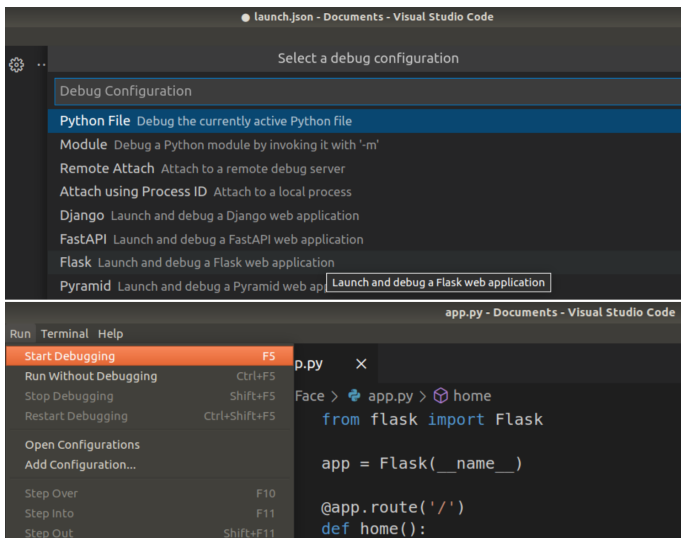 ● launch.json - Documents - Visual Studio Code
Select a debug configuration
Debug Configuration
Python File Debug the currently active Python file
Module Debug a Python module by invoking it with '-m'
Remote Attach Attach to a remote debug server
Attach using Process ID Attach to a local process
Django Launch and debug a Django web application
FastAPI Launch and debug a FastAPI web application
Flask Launch and debug a Flask web application
Pyramid Launch and debug a Pyramid web app
Launch and debug a Flask web application
app.py - Documents - Visual Studio Code
Run Terminal Help
Start Debugging F5
p.py ×
Run Without Debugging Ctrl+F5
Stop Debugging Shift+F5
Face > app.py > home
Restart Debugging Ctrl+Shift+F5
from flask import Flask
Open Configurations
Add Configuration...
app = Flask(__name__)
Step Over F10
Step Into F11
@app.route('/')
Step Out Shift+F11
def home():